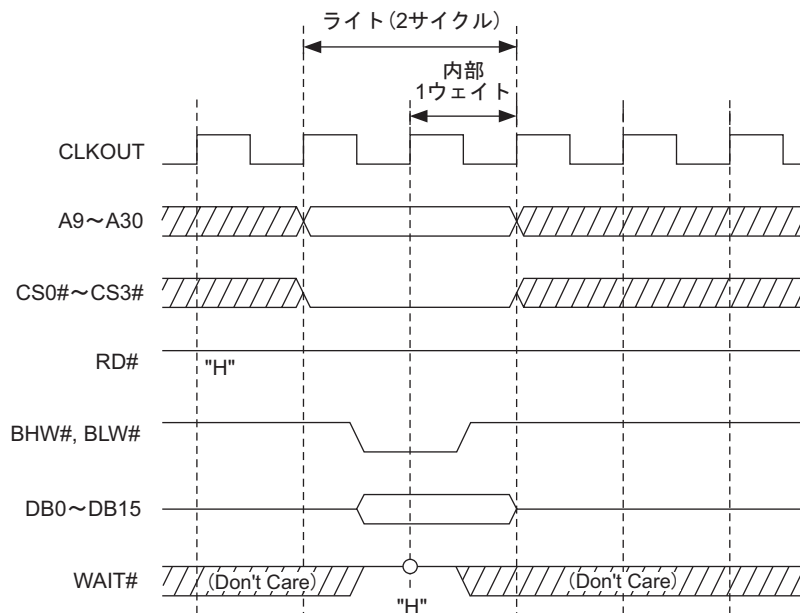 ライト(2サイクル)
内部
1ウェイト
CLKOUT
A9～A30
CS0#～CS3#
RD#
"H"
BHW#, BLW#
DB0～DB15
WAIT#
(Don't Care)
(Don't Care)
"H"